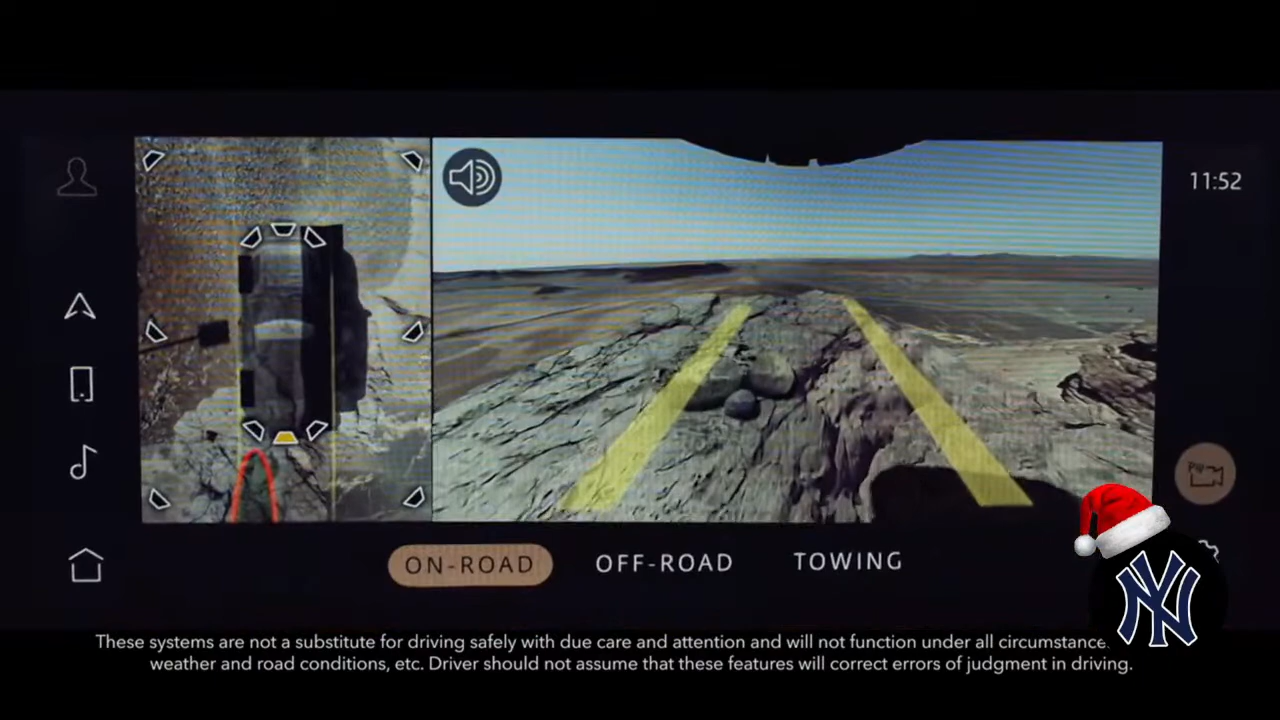 11:52
ON-ROAD
OFF-ROAD
TOWING
These systems are not a substitute for driving safely with due care and attention and will not function under all circumstance
weather and road conditions, etc. Driver should not assume that these features will correct errors of judgment in driving.
NY